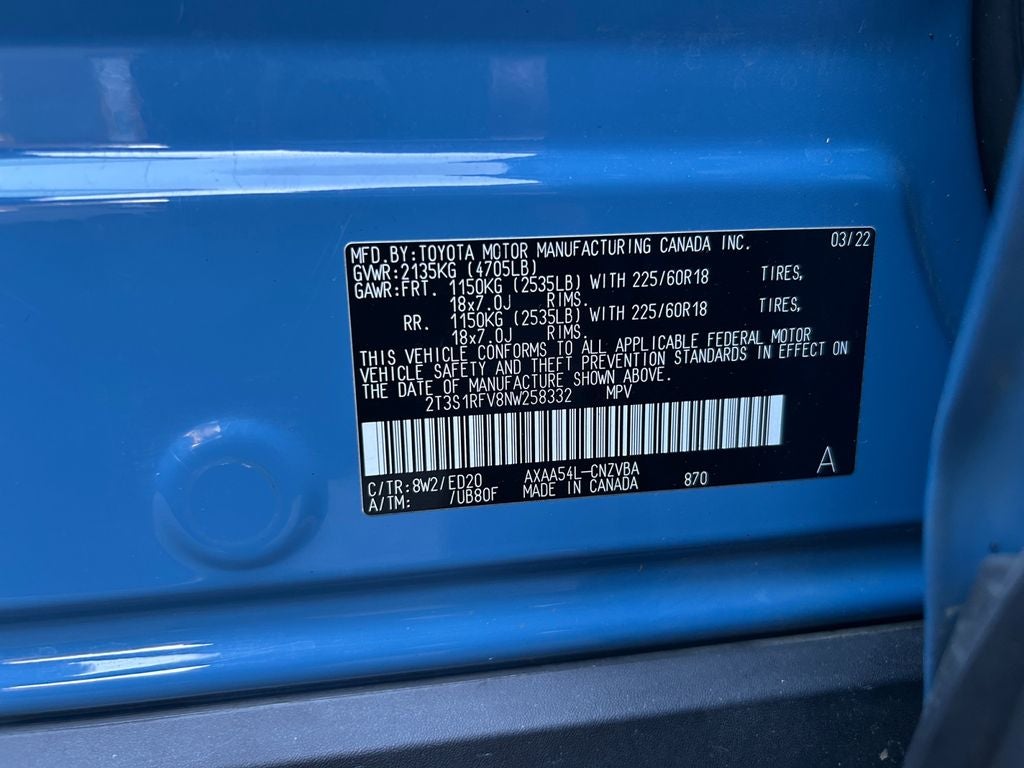 MFD.BY:TOYOTA MOTOR MANUFACTURING CANADA INC. 03/22
GVWR:2135KG (4705LB)
GAWR:FRT. 1150KG (2535LB) WITH 225/60R18 TIRES,
18x7.0J RIMS.
RR. 1150KG (2535LB) WITH 225/60R18 TIRES,
18x7.0J RIMS.
THIS VEHICLE CONFORMS TO ALL APPLICABLE FEDERAL MOTOR
VEHICLE SAFETY AND THEFT PREVENTION STANDARDS IN EFFECT ON
THE DATE OF MANUFACTURE SHOWN ABOVE.
2T3S1RFV8NW258332 MPV
C/TR:8W2/ED20 AXAA54L-CNZVBA 870 A
A/TM: /UB80F MADE IN CANADA